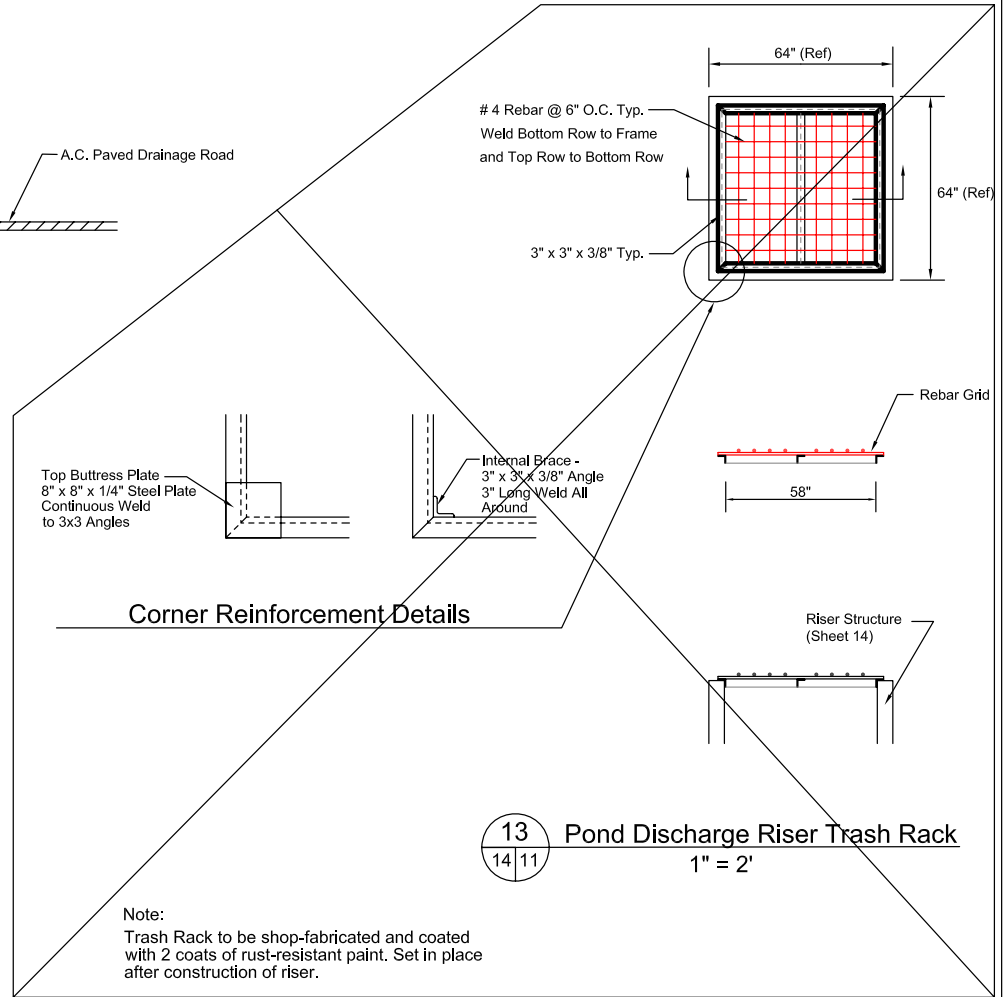 64" (Ref)
# 4 Rebar @ 6" O.C. Typ.
Weld Bottom Row to Frame
and Top Row to Bottom Row
A.C. Paved Drainage Road
64" (Ref)
3" x 3" x 3/8" Typ.
Rebar Grid
58"
Top Buttress Plate
8" x 8" x 1/4" Steel Plate
Continuous Weld
to 3x3 Angles
Internal Brace -
3" x 3" x 3/8" Angle
3" Long Weld All
Around
Corner Reinforcement Details
Riser Structure
(Sheet 14)
13
14 11
Pond Discharge Riser Trash Rack
1" = 2'
Note:
Trash Rack to be shop-fabricated and coated
with 2 coats of rust-resistant paint. Set in place
after construction of riser.